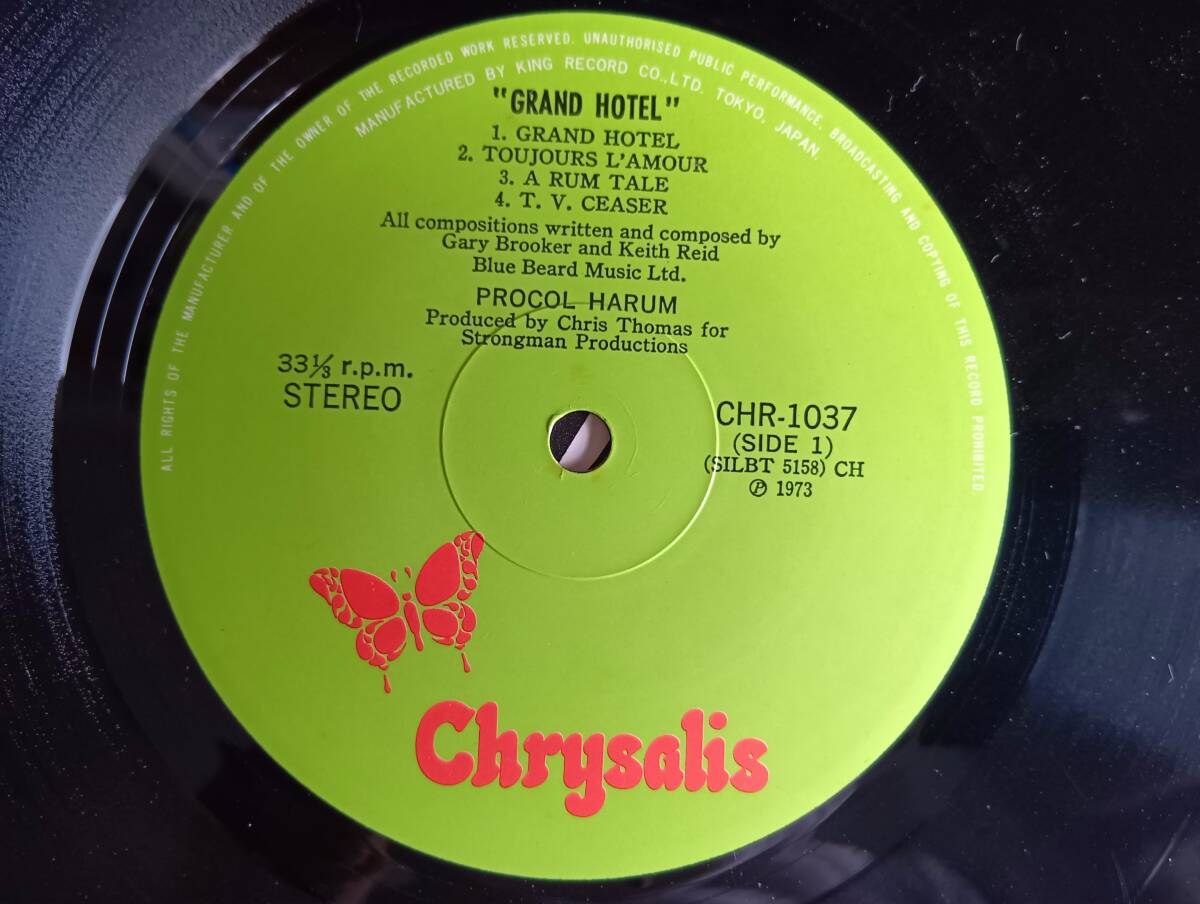 ALL RIGHTS OF THE MANUFACTURER AND OF THE OWNER OF THE RECORDED WORK RESERVED. UNAUTHORISED PUBLIC PERFORMANCE, BROADCASTING AND COPYING OF THIS RECORD PROHIBITED
MANUFACTURED BY KING RECORD CO., LTD. TOKYO, JAPAN.
"GRAND HOTEL"
1. GRAND HOTEL
2. TOUJOURS L'AMOUR
3. A RUM TALE
4. T. V. CEASER
All compositions written and composed by
Gary Brooker and Keith Reid
Blue Beard Music Ltd.
PROCOL HARUM
Produced by Chris Thomas for
Strongman Productions
33⅓ r.p.m.
STEREO
CHR-1037
(SIDE 1)
(SILBT 5158) CH
℗ 1973
Chrysalis